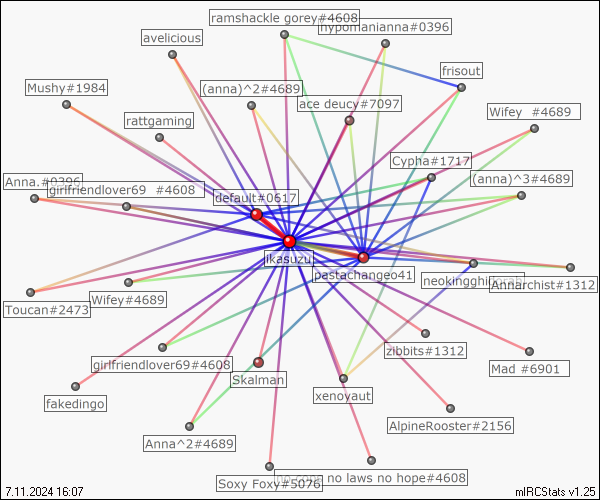 ramshackle gorey#4608
hypomanianna#0396
avelicious
frisout
Mushy#1984
(anna)^2#4689
ace deucy#7097
Wifey #4689
rattgaming
Cypha#1717
Anna.#0396
girlfriendlover69 #4608
(anna)^3#4689
default#0617
ikasuzu
pastachange041
Annarchist#1312
Toucan#2473
Wifey#4689
zibbits#1312
girlfriendlover69#4608
Mad #6901
Skalman
fakedingo
xenoyaut
AlpineRooster#2156
Anna^2#4689
no laws no hope#4608
Soxy Foxy#5076
7.11.2024 16:07
mIRCStats v1.25